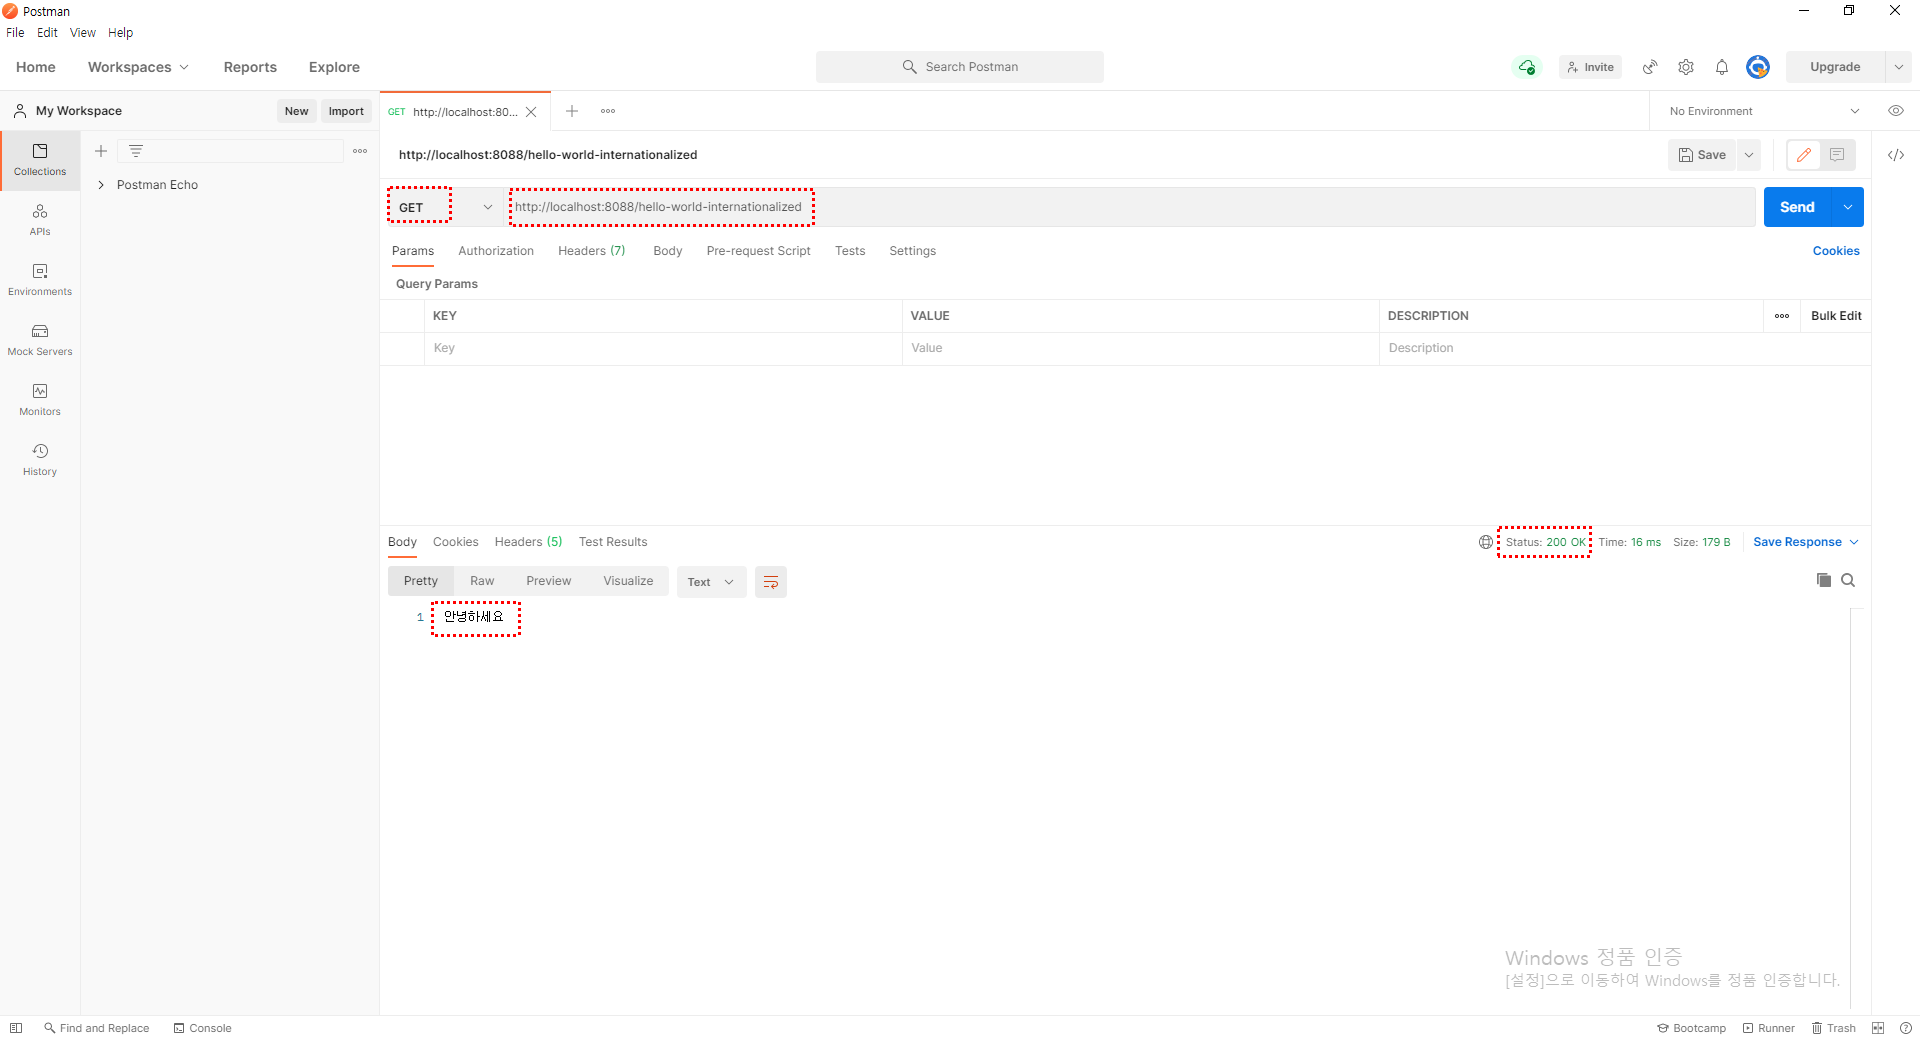 Postman
File Edit View Help
Home Workspaces Reports Explore
Search Postman
Invite
Upgrade
My Workspace
New Import
GET http://localhost:80...
No Environment
Collections
APIs
Environments
Mock Servers
Monitors
History
Postman Echo
http://localhost:8088/hello-world-internationalized
Save
GET http://localhost:8088/hello-world-internationalized
Send
Params Authorization Headers (7) Body Pre-request Script Tests Settings
Cookies
Query Params
KEY VALUE DESCRIPTION Bulk Edit
Key Value Description
Body Cookies Headers (5) Test Results
Status: 200 OK Time: 16 ms Size: 179 B Save Response
Pretty Raw Preview Visualize Text
1 안녕하세요
Windows 정품 인증
[설정]으로 이동하여 Windows를 정품 인증합니다.
Find and Replace Console
Bootcamp Runner Trash